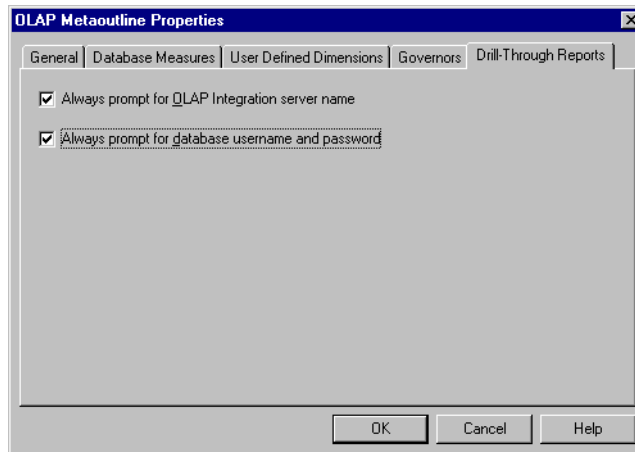 OLAP Metaoutline Properties
General Database Measures User Defined Dimensions Governors Drill-Through Reports
Always prompt for OLAP Integration server name
Always prompt for database username and password
OK Cancel Help